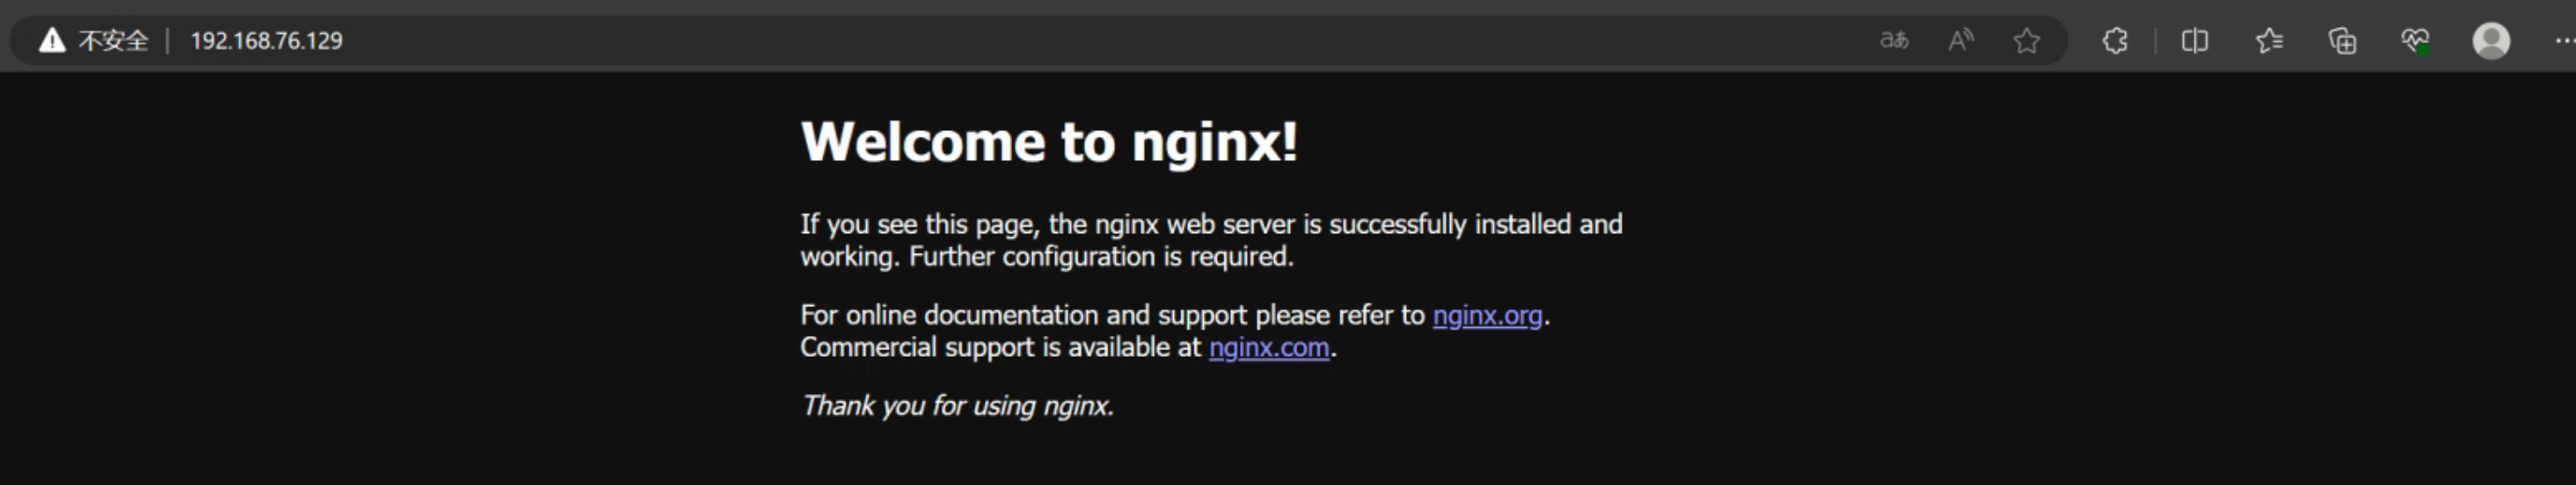 不安全 192.168.76.129
Welcome to nginx!
If you see this page, the nginx web server is successfully installed and
working. Further configuration is required.
For online documentation and support please refer to nginx.org.
Commercial support is available at nginx.com.
Thank you for using nginx.